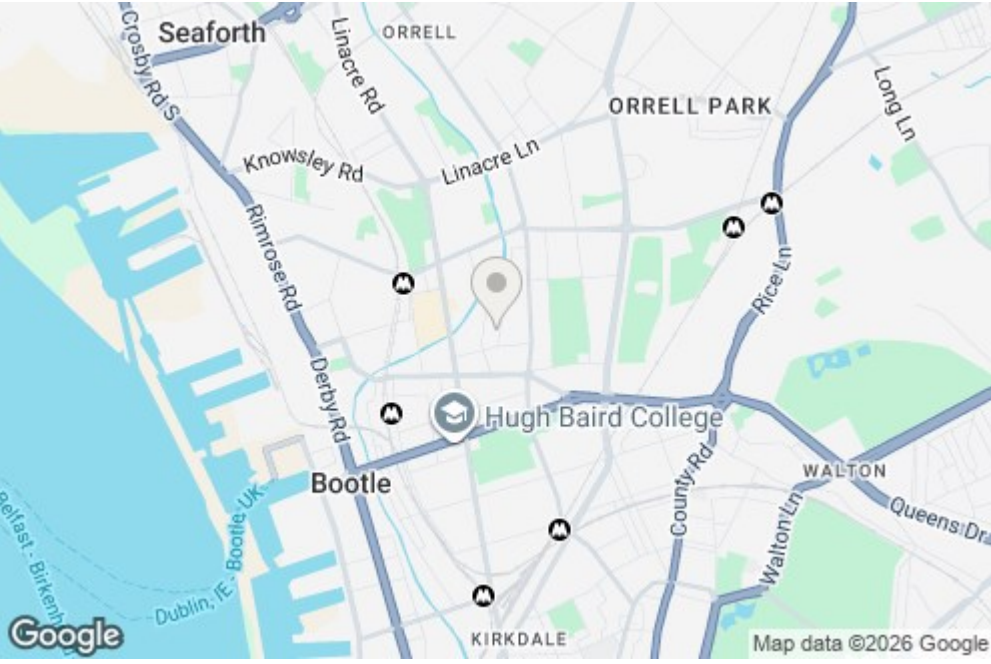 Seaforth
ORRELL
Crosby Rd S
Linacre Rd
ORRELL PARK
Long Ln
Knowsley Rd
Linacre Ln
Rimrose Rd
Rice Ln
Derby Rd
Hugh Baird College
Bootle
County Rd
WALTON
Walton Ln
Queens Dr
Belfast - Birkenh
Dublin, IE - Bootle, UK
KIRKDALE
Google
Map data ©2026 Google